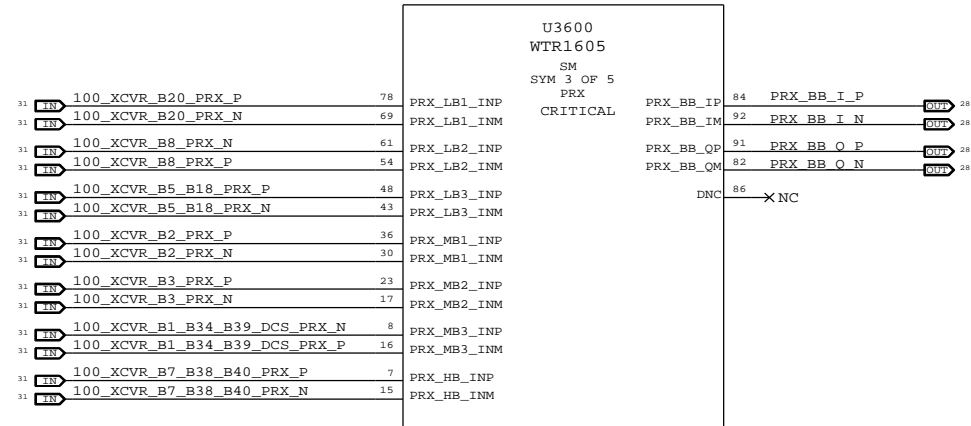 U3600
WTR1605
SM
SYM 3 OF 5
PRX
CRITICAL
31 IN 100_XCVR_B20_PRX_P 78 PRX_LB1_INP PRX_BB_IP 84 PRX_BB_I_P OUT 28
31 IN 100_XCVR_B20_PRX_N 69 PRX_LB1_INM PRX_BB_IM 92 PRX_BB_I_N OUT 28
31 IN 100_XCVR_B8_PRX_N 61 PRX_LB2_INP PRX_BB_QP 91 PRX_BB_Q_P OUT 28
31 IN 100_XCVR_B8_PRX_P 54 PRX_LB2_INM PRX_BB_QM 82 PRX_BB_Q_N OUT 28
31 IN 100_XCVR_B5_B18_PRX_P 48 PRX_LB3_INP DNC 86 NC
31 IN 100_XCVR_B5_B18_PRX_N 43 PRX_LB3_INM
31 IN 100_XCVR_B2_PRX_P 36 PRX_MB1_INP
31 IN 100_XCVR_B2_PRX_N 30 PRX_MB1_INM
31 IN 100_XCVR_B3_PRX_P 23 PRX_MB2_INP
31 IN 100_XCVR_B3_PRX_N 17 PRX_MB2_INM
31 IN 100_XCVR_B1_B34_B39_DCS_PRX_N 8 PRX_MB3_INP
31 IN 100_XCVR_B1_B34_B39_DCS_PRX_P 16 PRX_MB3_INM
31 IN 100_XCVR_B7_B38_B40_PRX_P 7 PRX_HB_INP
31 IN 100_XCVR_B7_B38_B40_PRX_N 15 PRX_HB_INM